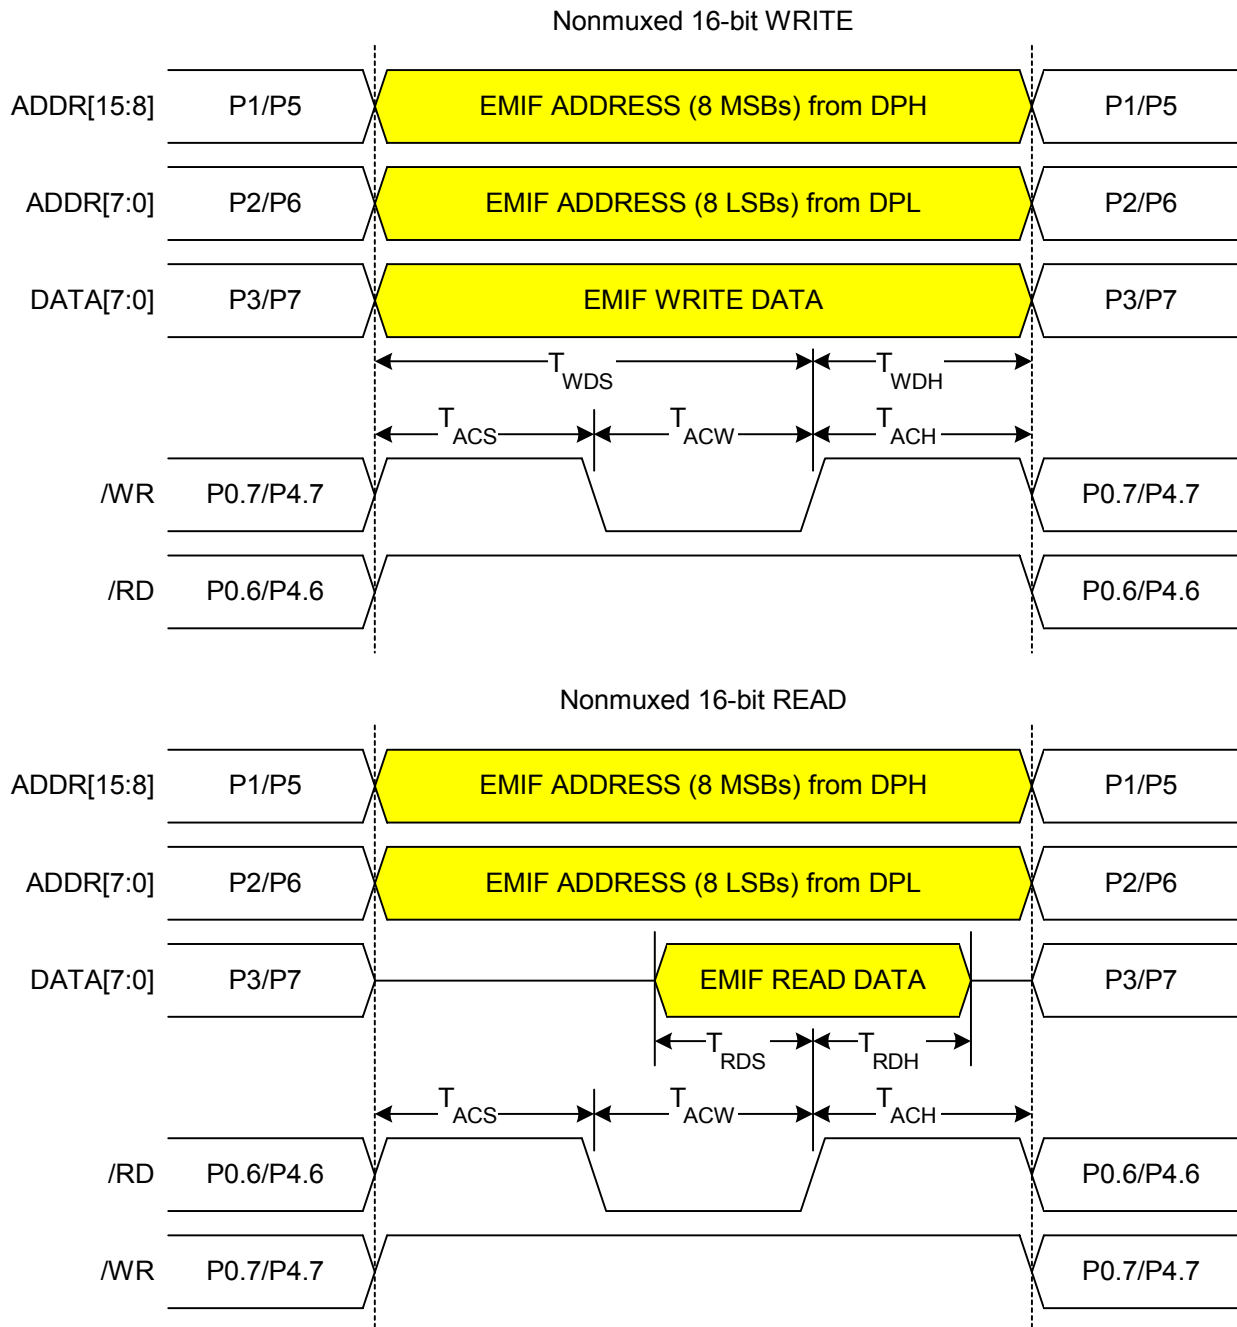 Nonmuxed 16-bit WRITE
ADDR[15:8] P1/P5 EMIF ADDRESS (8 MSBs) from DPH P1/P5
ADDR[7:0] P2/P6 EMIF ADDRESS (8 LSBs) from DPL P2/P6
DATA[7:0] P3/P7 EMIF WRITE DATA P3/P7
TWDS TWDH
TACS TACW TACH
/WR P0.7/P4.7 P0.7/P4.7
/RD P0.6/P4.6 P0.6/P4.6
Nonmuxed 16-bit READ
ADDR[15:8] P1/P5 EMIF ADDRESS (8 MSBs) from DPH P1/P5
ADDR[7:0] P2/P6 EMIF ADDRESS (8 LSBs) from DPL P2/P6
DATA[7:0] P3/P7 EMIF READ DATA P3/P7
TRDS TRDH
TACS TACW TACH
/RD P0.6/P4.6 P0.6/P4.6
/WR P0.7/P4.7 P0.7/P4.7